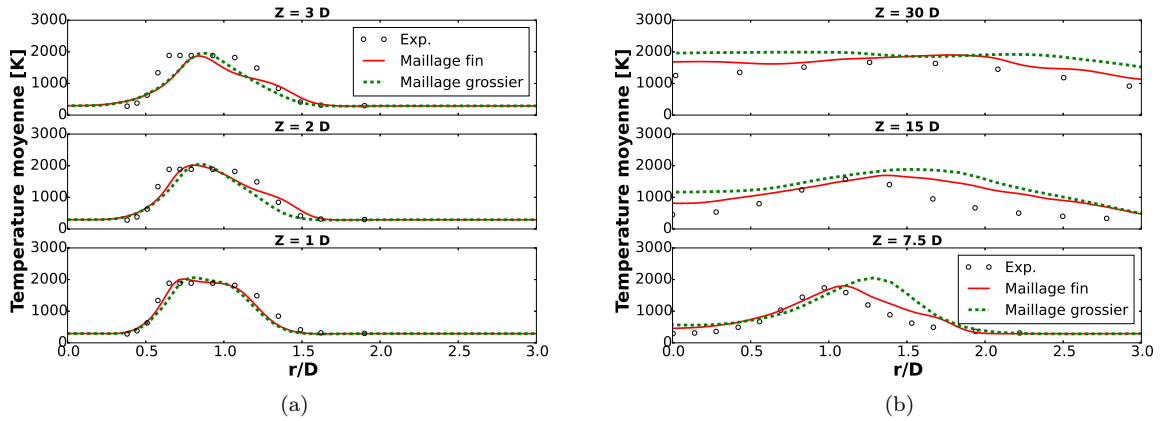 Z = 3 D
Temperature moyenne [K]
3000
2000
1000
0
Exp.
Maillage fin
Maillage grossier
Z = 2 D
3000
2000
1000
0
Z = 1 D
3000
2000
1000
0
0.0 0.5 1.0 1.5 2.0 2.5 3.0
r/D
(a)
Z = 30 D
Temperature moyenne [K]
3000
2000
1000
0
Z = 15 D
3000
2000
1000
0
Z = 7.5 D
3000
2000
1000
0
Exp.
Maillage fin
Maillage grossier
0.0 0.5 1.0 1.5 2.0 2.5 3.0
r/D
(b)